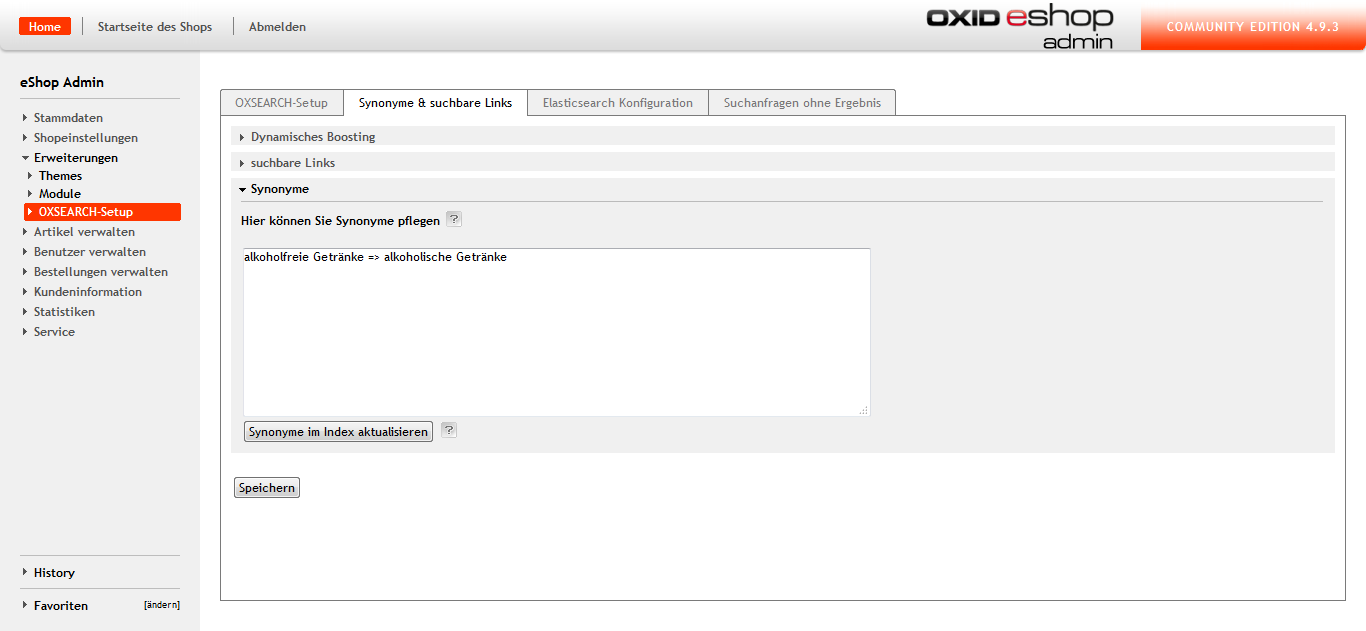 Home
Startseite des Shops
Abmelden
OXID eshop
admin
COMMUNITY EDITION 4.9.3
eShop Admin
Stammdaten
Shopeinstellungen
Erweiterungen
Themes
Module
OXSEARCH-Setup
Artikel verwalten
Benutzer verwalten
Bestellungen verwalten
Kundeninformation
Statistiken
Service
History
Favoriten [ändern]
OXSEARCH-Setup
Synonyme & suchbare Links
Elasticsearch Konfiguration
Suchanfragen ohne Ergebnis
Dynamisches Boosting
suchbare Links
Synonyme
Hier können Sie Synonyme pflegen ?
alkoholfreie Getränke => alkoholische Getränke
Synonyme im Index aktualisieren ?
Speichern